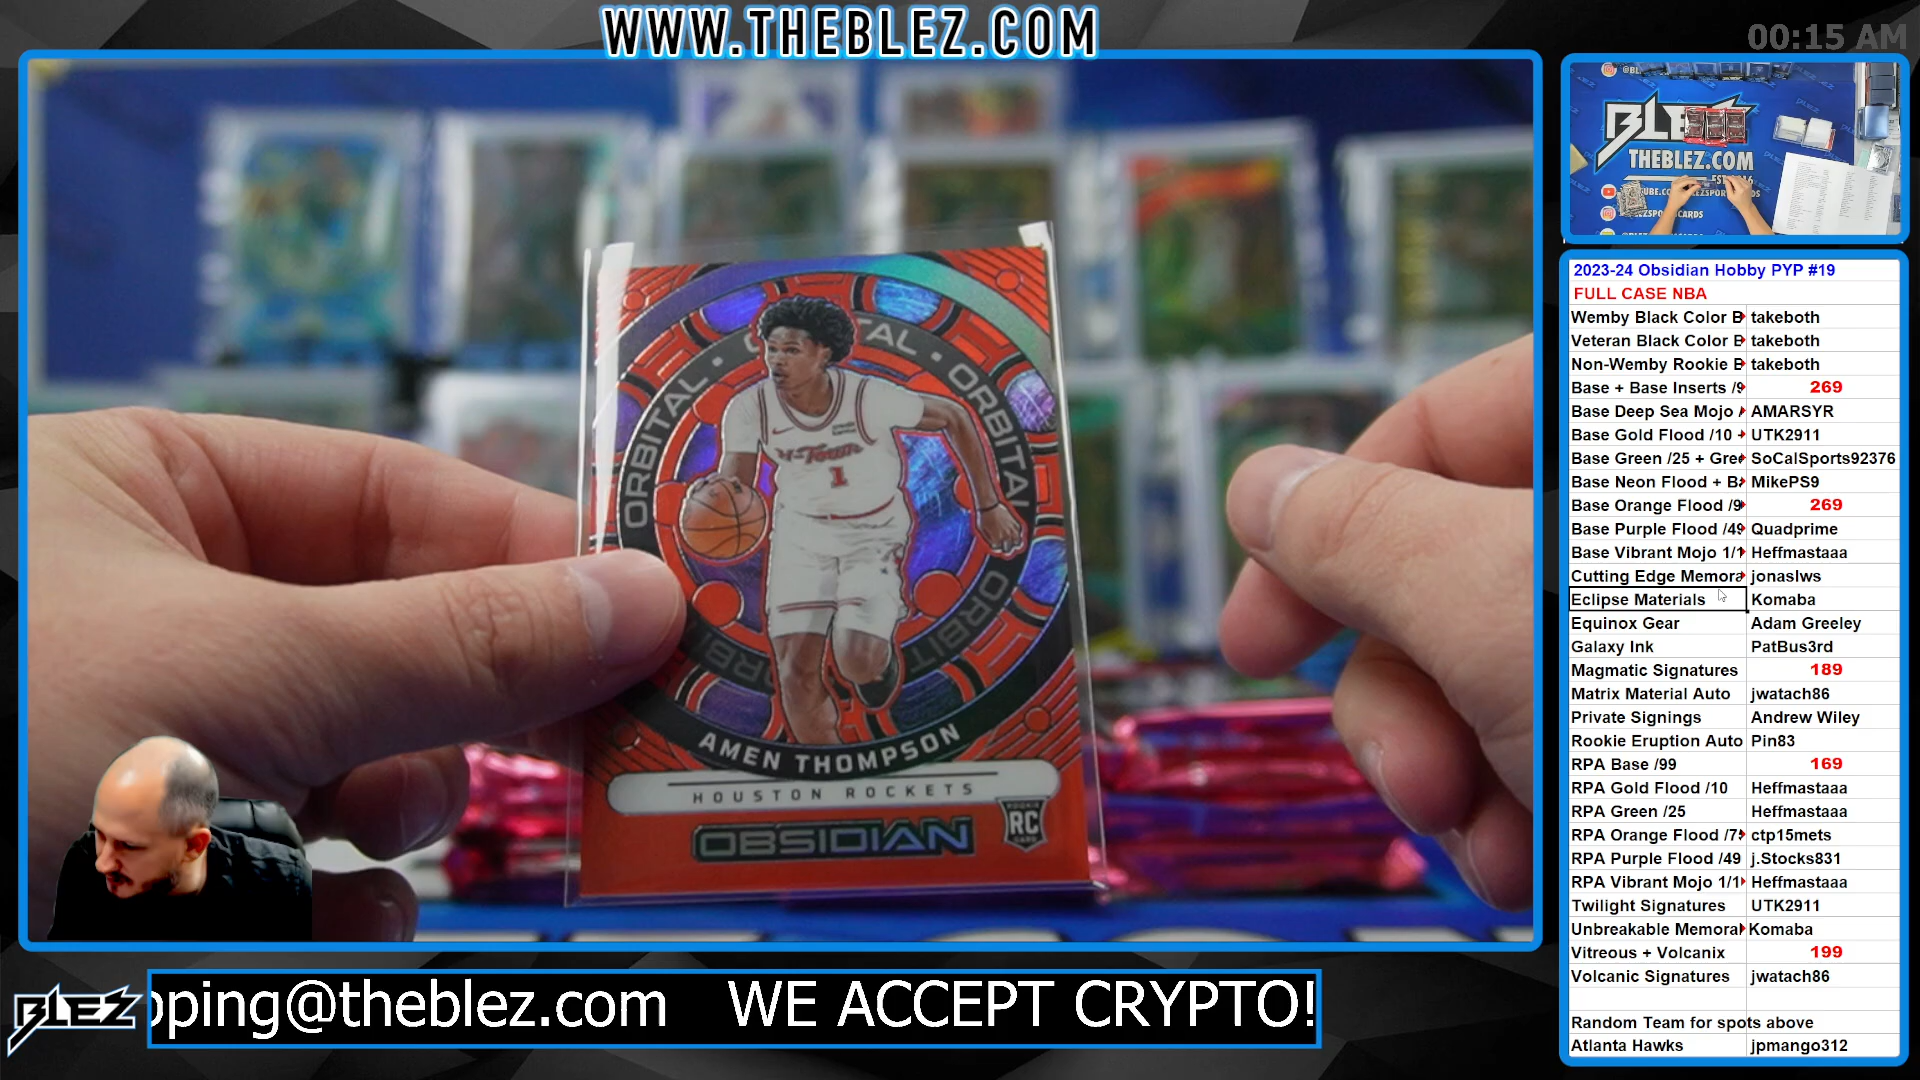 WWW.THEBLEZ.COM
00:15 AM
BLE
THEBLEZ.COM
ORBITAL • ORBITAL
1
AMEN THOMPSON
HOUSTON ROCKETS
OBSIDIAN
RC
2023-24 Obsidian Hobby PYP #19
FULL CASE NBA
Wemby Black Color B takeboth
Veteran Black Color B takeboth
Non-Wemby Rookie B takeboth
Base + Base Inserts /9 269
Base Deep Sea Mojo / AMARSYR
Base Gold Flood /10 + UTK2911
Base Green /25 + Gre SoCalSports92376
Base Neon Flood + Ba MikePS9
Base Orange Flood /9 269
Base Purple Flood /49 Quadprime
Base Vibrant Mojo 1/1 Heffmastaaa
Cutting Edge Memora jonaslws
Eclipse Materials Komaba
Equinox Gear Adam Greeley
Galaxy Ink PatBus3rd
Magmatic Signatures 189
Matrix Material Auto jwatach86
Private Signings Andrew Wiley
Rookie Eruption Auto Pin83
RPA Base /99 169
RPA Gold Flood /10 Heffmastaaa
RPA Green /25 Heffmastaaa
RPA Orange Flood /75 ctp15mets
RPA Purple Flood /49 j.Stocks831
RPA Vibrant Mojo 1/1 Heffmastaaa
Twilight Signatures UTK2911
Unbreakable Memoral Komaba
Vitreous + Volcanix 199
Volcanic Signatures jwatach86
Random Team for spots above
Atlanta Hawks jpmango312
BLEZ
pping@theblez.com WE ACCEPT CRYPTO!